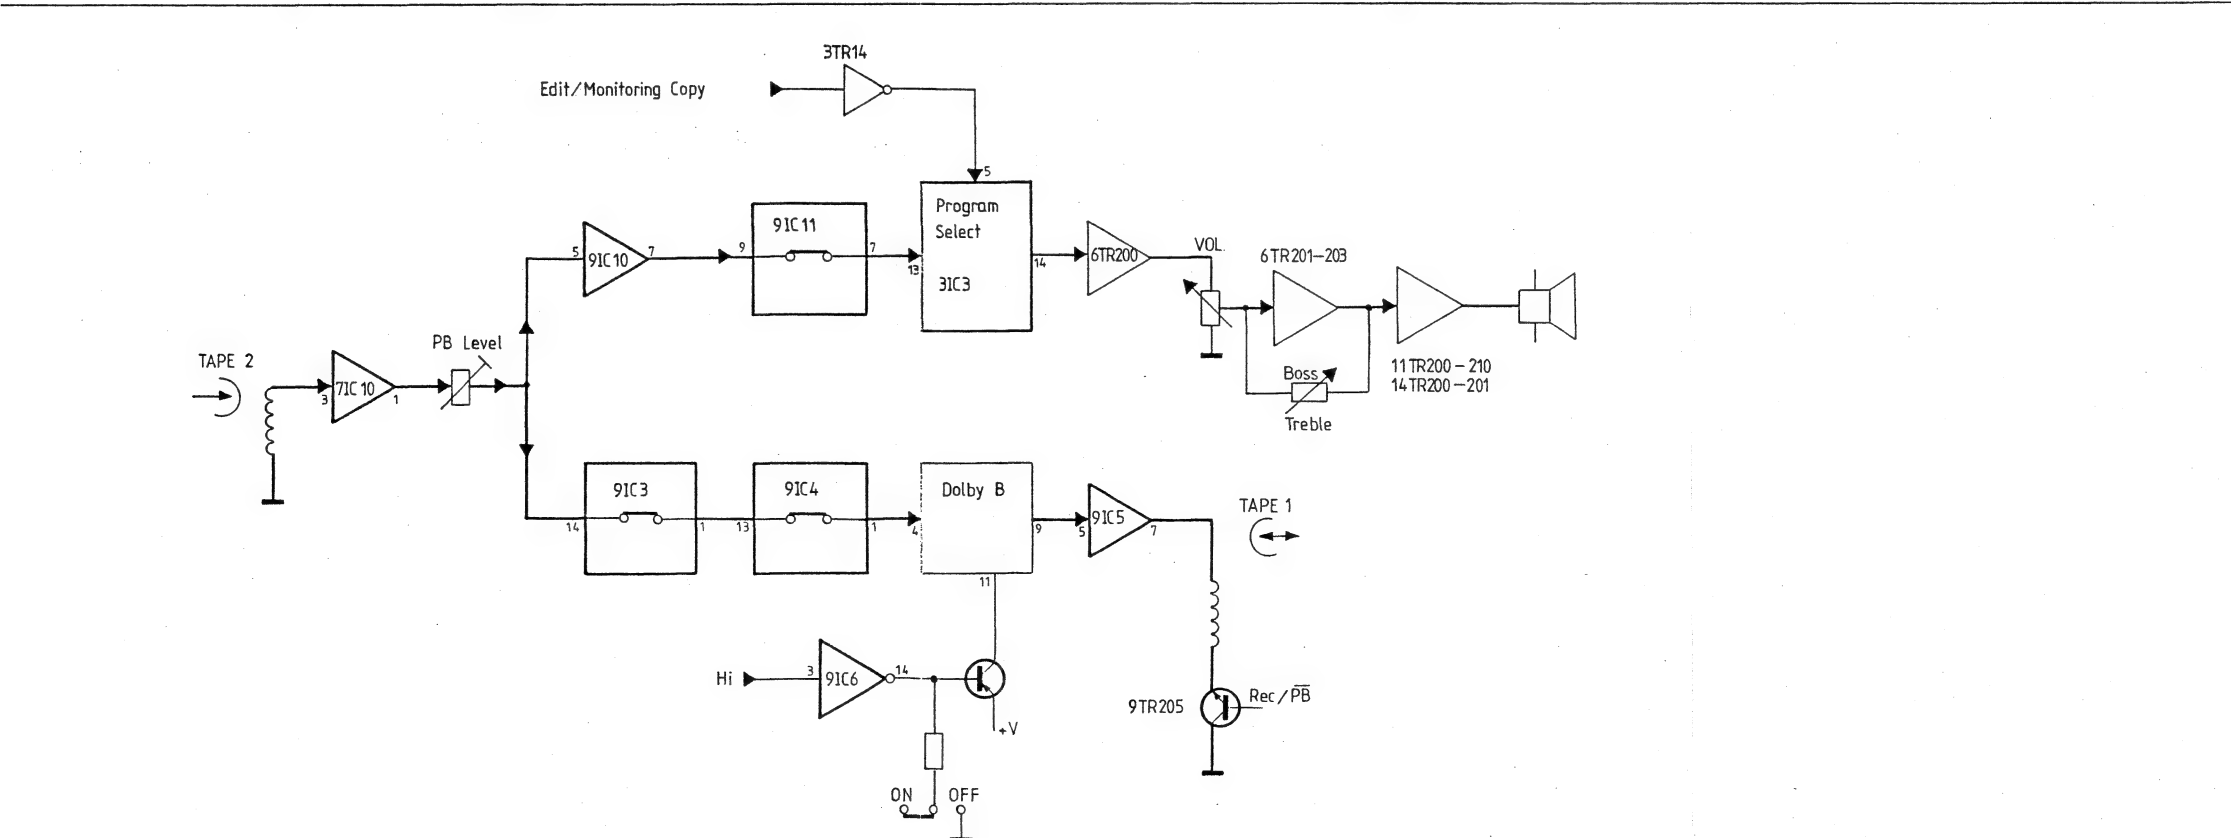 3TR14
Edit/Monitoring Copy
5
Program
Select
3IC3
9IC11
9
7
13
14
5
9IC10
7
6TR200
VOL.
6TR201-203
11TR200-210
14TR200-201
Boss
Treble
PB Level
TAPE 2
3
7IC10
1
14
9IC3
1
13
9IC4
1
4
Dolby B
9
11
5
9IC5
7
TAPE 1
Hi
3
9IC6
14
+V
9TR205
Rec/P̅B̅
ON
OFF